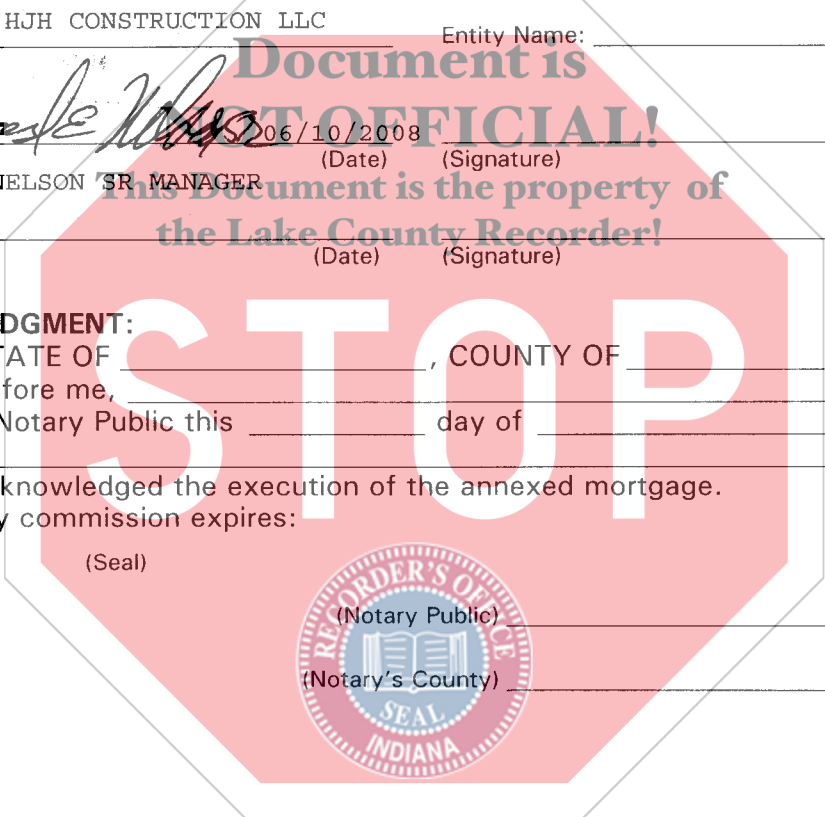 HJH CONSTRUCTION LLC Entity Name:
Document is
NOT OFFICIAL!
06/10/2008
(Date) (Signature)
NELSON SR MANAGER
This Document is the property of
the Lake County Recorder!
(Date) (Signature)
STOP
DGMENT:
TATE OF , COUNTY OF
fore me,
Notary Public this day of
knowledged the execution of the annexed mortgage.
y commission expires:
(Seal)
RECORDER'S OFFICE
(Notary Public)
(Notary's County)
SEAL
INDIANA